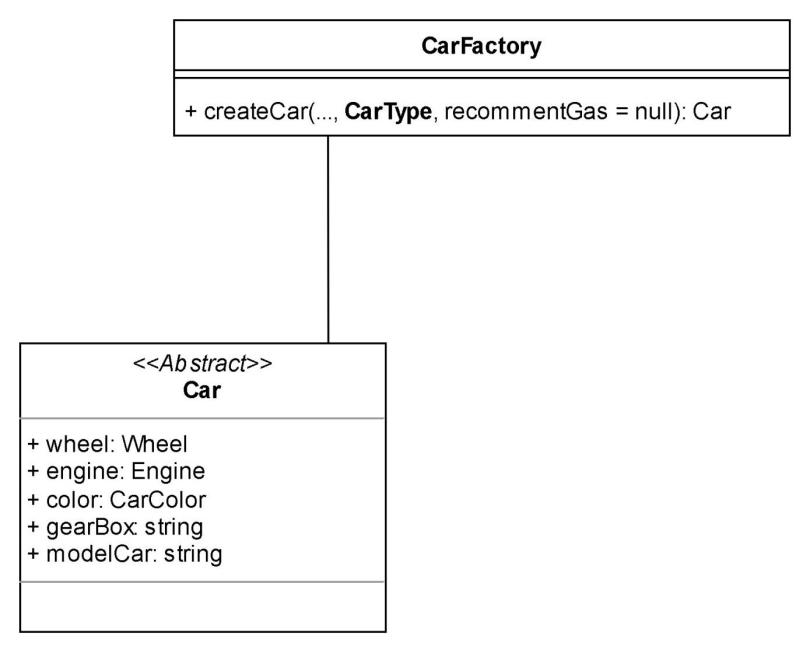 CarFactory
+ createCar(..., CarType, recommentGas = null): Car
<<Abstract>>
Car
+ wheel: Wheel
+ engine: Engine
+ color: CarColor
+ gearBox: string
+ modelCar: string